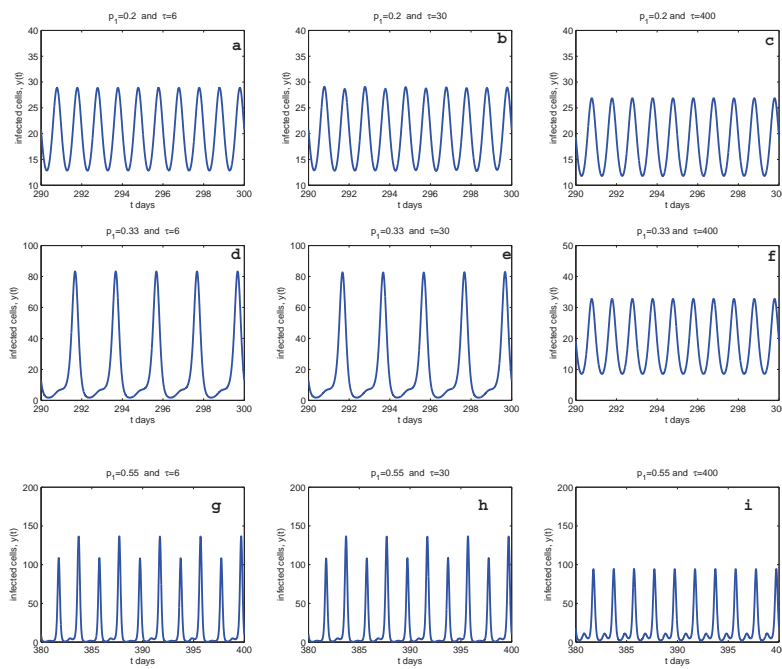 p1=0.2 and τ=6
a
infected cells, y(t)
40
35
30
25
20
15
10
290 292 294 296 298 300
t days
p1=0.2 and τ=30
b
infected cells, y(t)
40
35
30
25
20
15
10
290 292 294 296 298 300
t days
p1=0.2 and τ=400
c
infected cells, y(t)
40
35
30
25
20
15
10
290 292 294 296 298 30
t days
p1=0.33 and τ=6
d
infected cells, y(t)
100
80
60
40
20
0
290 292 294 296 298 300
t days
p1=0.33 and τ=30
e
infected cells, y(t)
100
80
60
40
20
0
290 292 294 296 298 300
t days
p1=0.33 and τ=400
f
infected cells, y(t)
50
40
30
20
10
0
290 292 294 296 298 30
t days
p1=0.55 and τ=6
g
infected cells, y(t)
200
150
100
50
0
380 385 390 395 400
t days
p1=0.55 and τ=30
h
infected cells, y(t)
200
150
100
50
0
380 385 390 395 400
t days
p1=0.55 and τ=400
i
infected cells, y(t)
200
150
100
50
0
380 385 390 395 40
t days